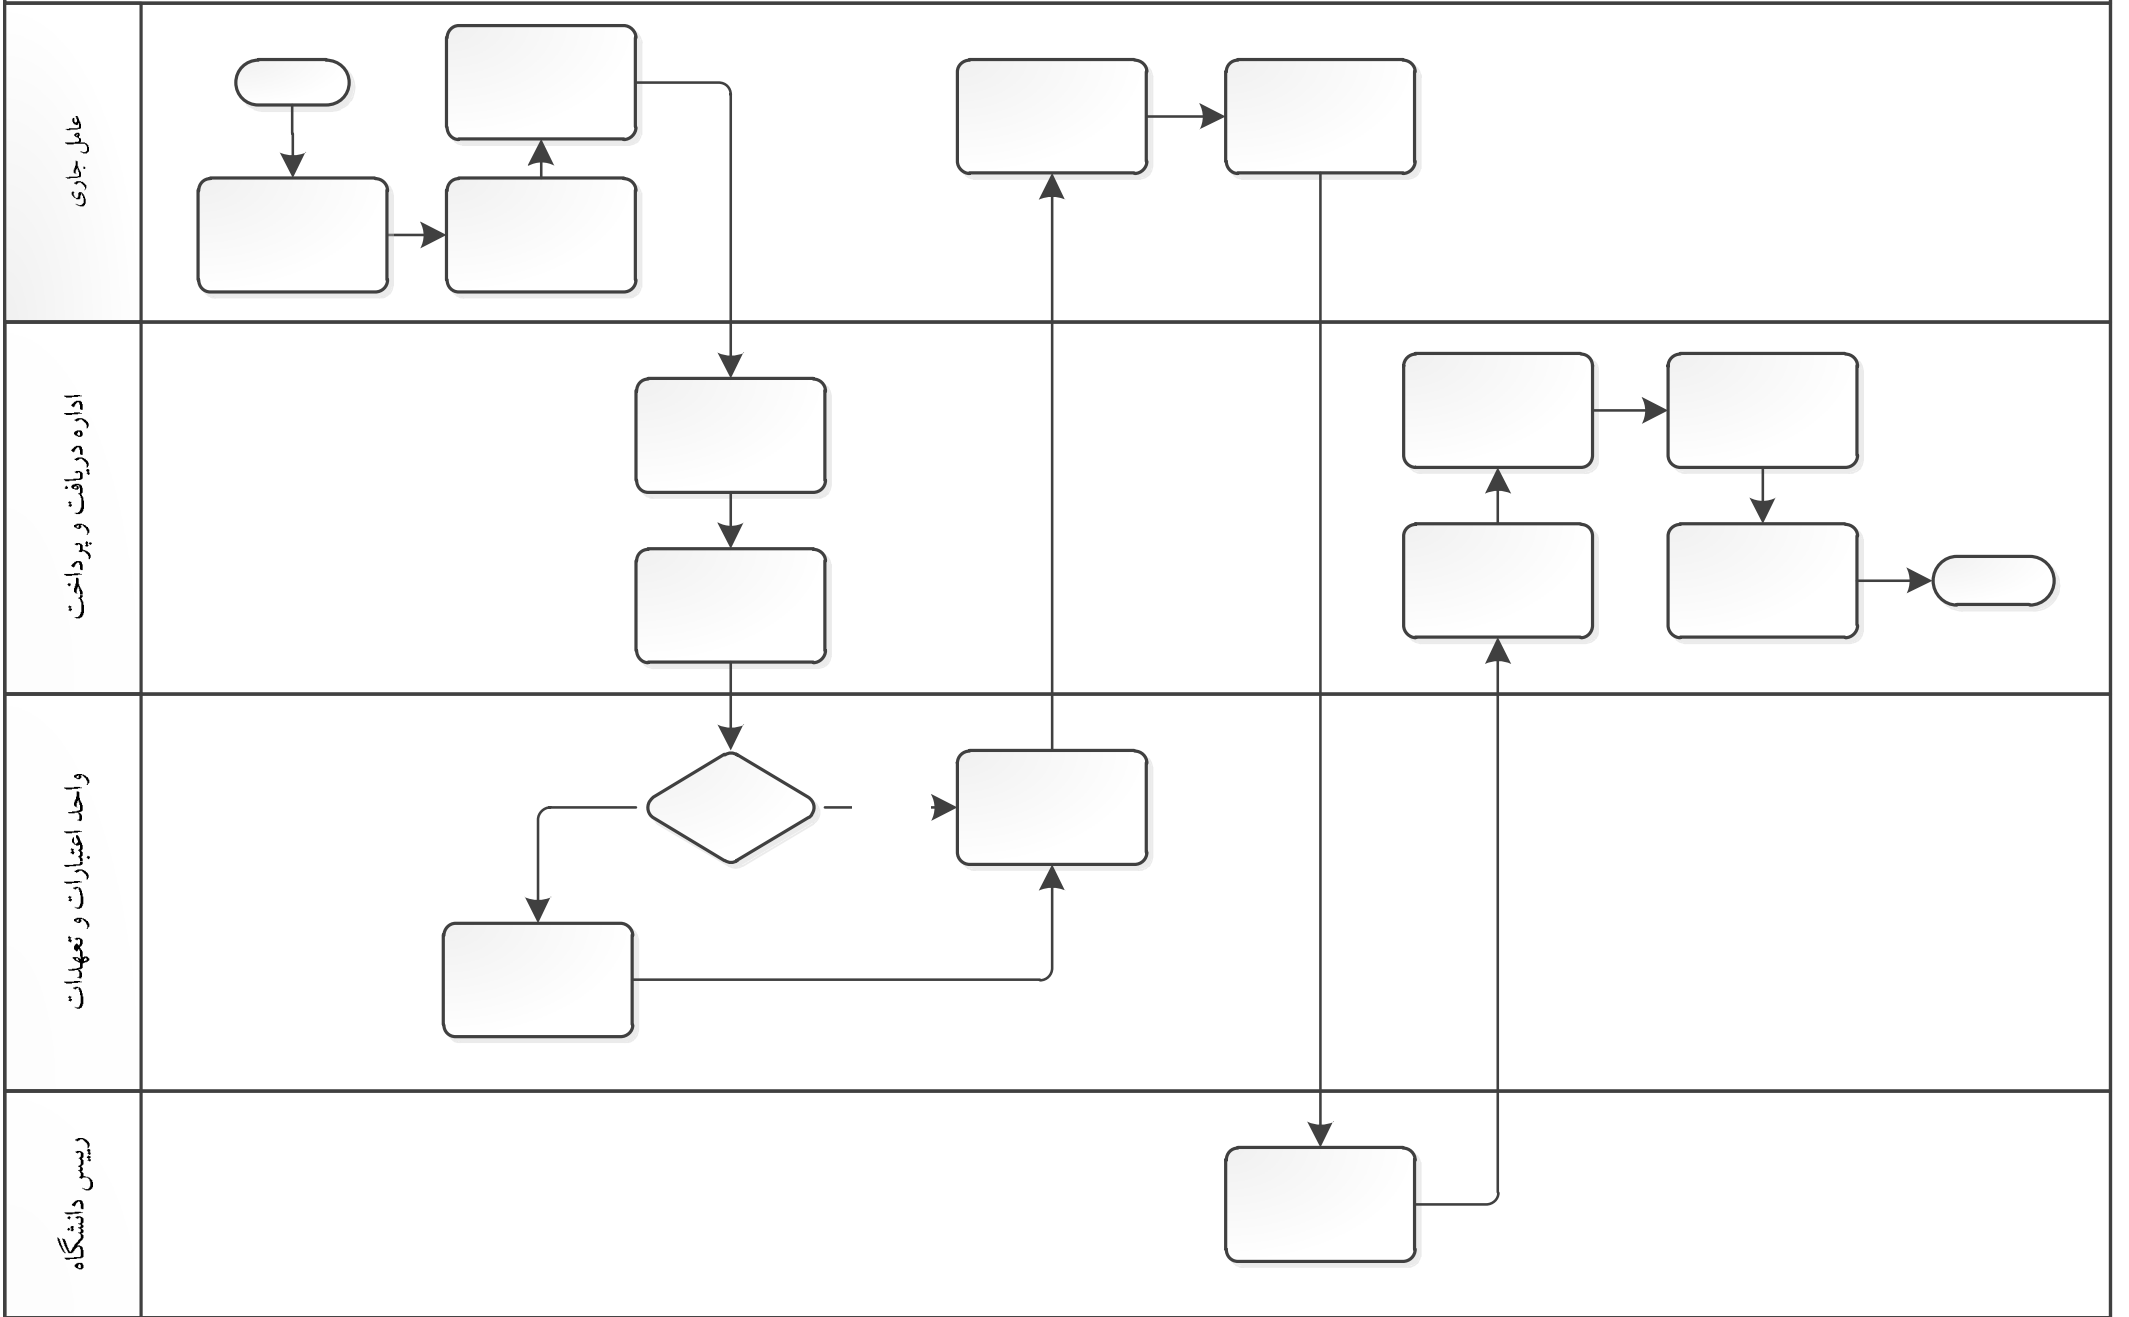 عامل جاری
اداره دریافت و پرداخت
واحد اعتبارات و تعهدات
رییس دانشگاه